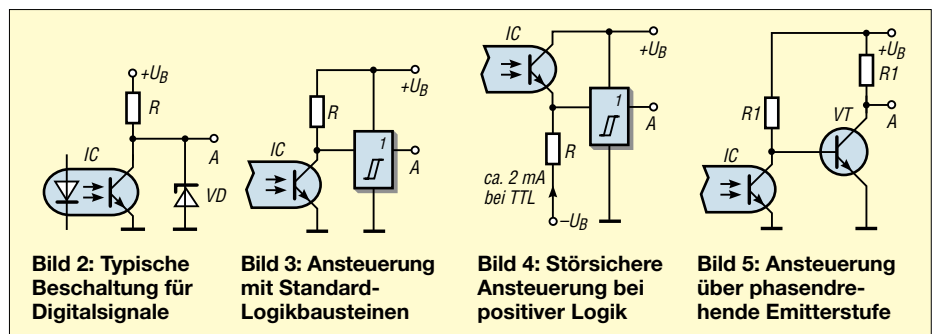 +UB
R
A
IC
VD
Bild 2: Typische
Beschaltung für
Digitalsignale
+UB
R
1
IC
A
Bild 3: Ansteuerung
mit Standard-
Logikbausteinen
IC
+UB
1
A
R
ca. 2 mA
bei TTL
–UB
Bild 4: Störsichere
Ansteuerung bei
positiver Logik
+UB
R1
R1
VT
A
IC
Bild 5: Ansteuerung
über phasendre-
hende Emitterstufe